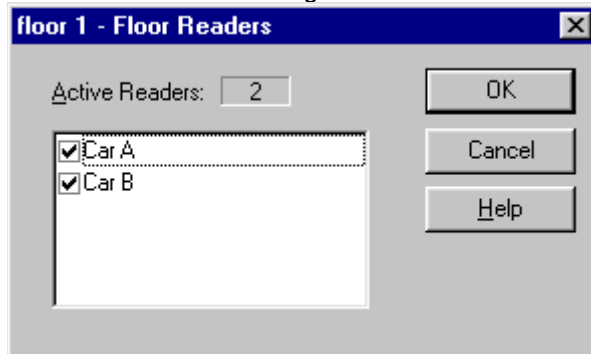 floor 1 - Floor Readers
Active Readers: 2
OK
Car A
Car B
Cancel
Help